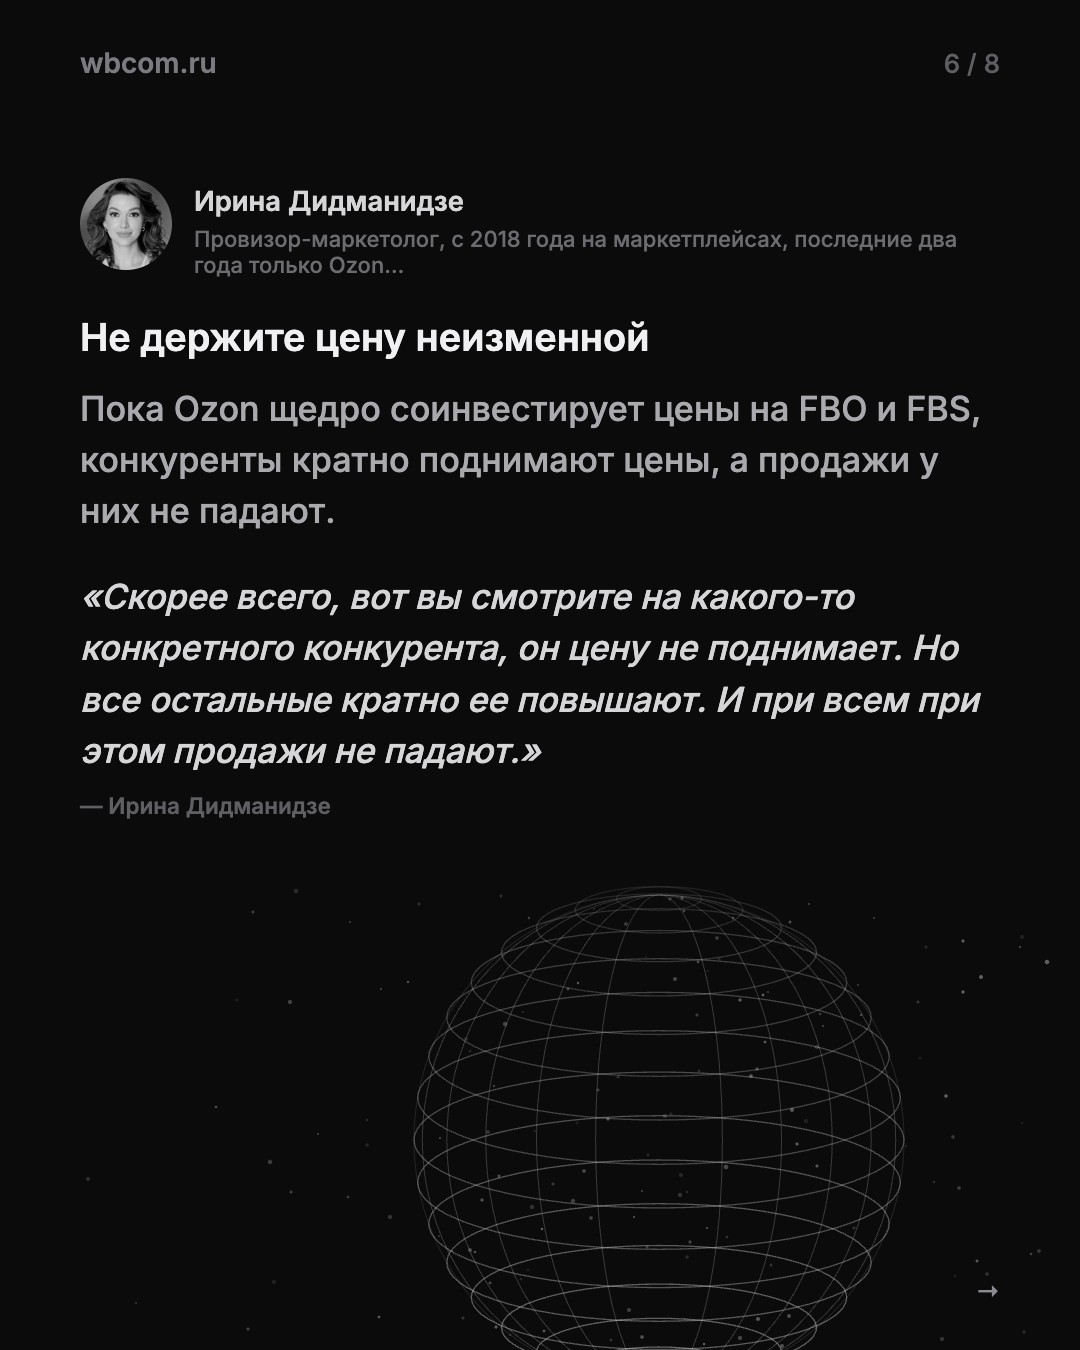 wbcom.ru
6 / 8
Ирина Дидманидзе
Провизор-маркетолог, с 2018 года на маркетплейсах, последние два
года только Ozon...
Не держите цену неизменной
Пока Ozon щедро соинвестирует цены на FBO и FBS,
конкуренты кратно поднимают цены, а продажи у
них не падают.
«Скорее всего, вот вы смотрите на какого-то
конкретного конкурента, он цену не поднимает. Но
все остальные кратно ее повышают. И при всем при
этом продажи не падают.»
— Ирина Дидманидзе
→